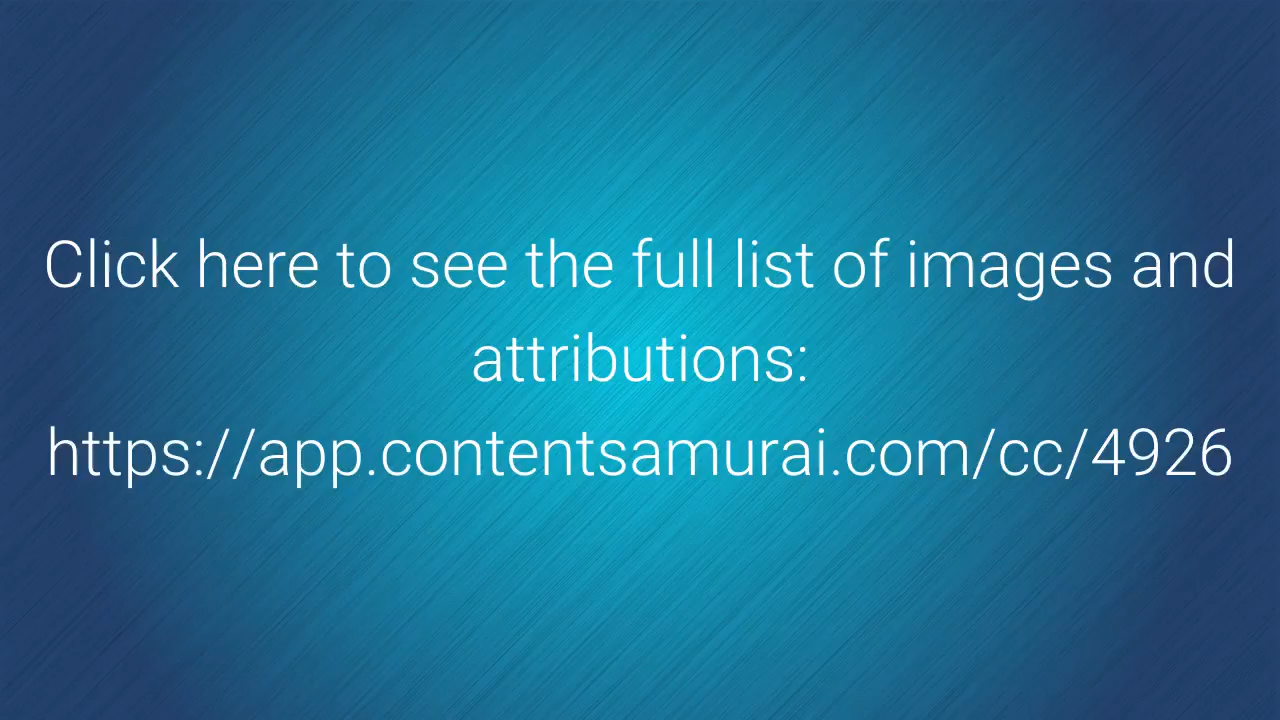 Click here to see the full list of images and
attributions:
https://app.contentsamurai.com/cc/4926